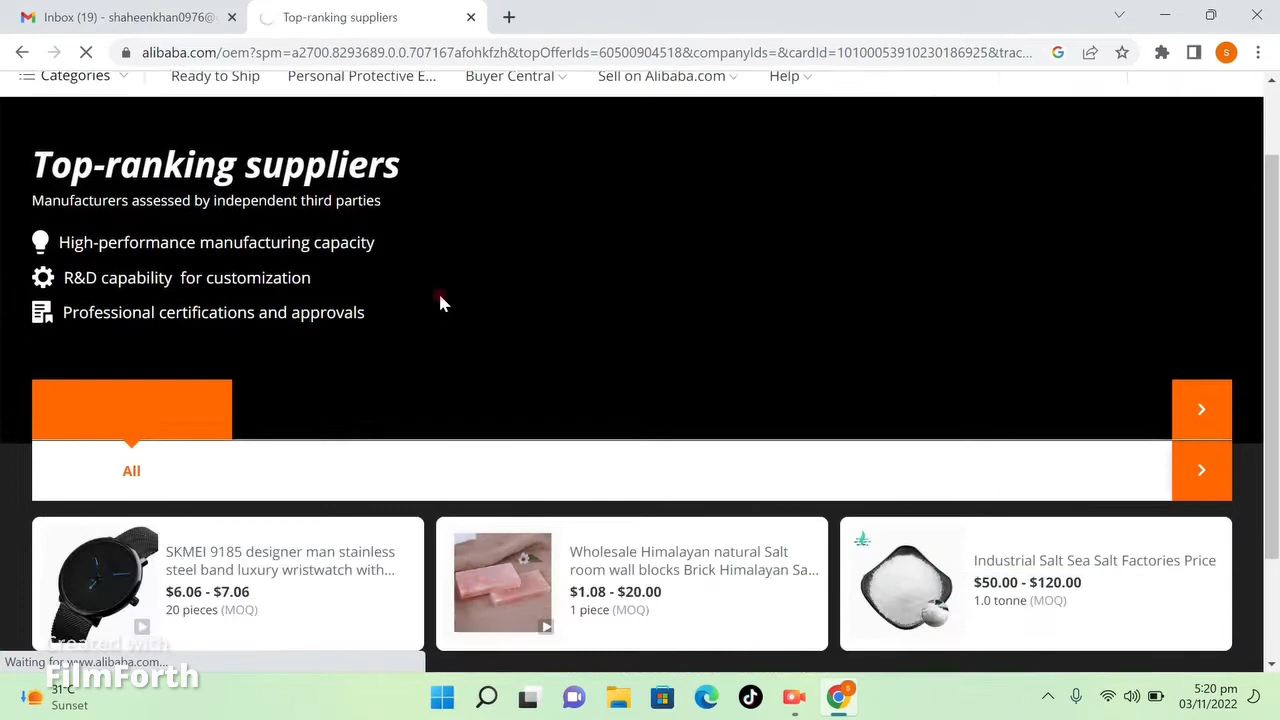 Inbox (19) - shaheenkhan0976@
Top-ranking suppliers
alibaba.com/oem?spm=a2700.8293689.0.0.707167afohkfzh&topOfferIds=60500904518&companyIds=&cardId=10100053910230186925&trac...
S
Categories
Ready to Ship
Personal Protective E...
Buyer Central
Sell on Alibaba.com
Help
Top-ranking suppliers
Manufacturers assessed by independent third parties
High-performance manufacturing capacity
R&D capability for customization
Professional certifications and approvals
All
SKMEI 9185 designer man stainless
steel band luxury wristwatch with...
$6.06 - $7.06
20 pieces (MOQ)
Wholesale Himalayan natural Salt
room wall blocks Brick Himalayan Sa...
$1.08 - $20.00
1 piece (MOQ)
Industrial Salt Sea Salt Factories Price
$50.00 - $120.00
1.0 tonne (MOQ)
Created with
FilmForth
Waiting for www.alibaba.com...
31°C
Sunset
5:20 pm
03/11/2022